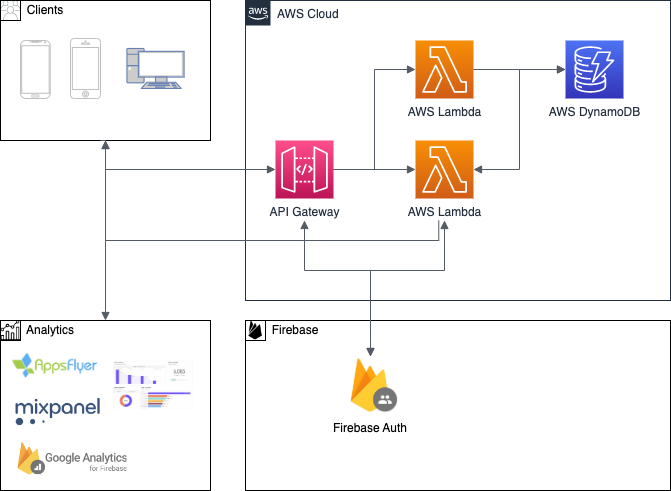 Clients
aws
AWS Cloud
AWS Lambda
AWS DynamoDB
API Gateway
AWS Lambda
Analytics
AppsFlyer
mixpanel
Google Analytics
for Firebase
Firebase
Firebase Auth